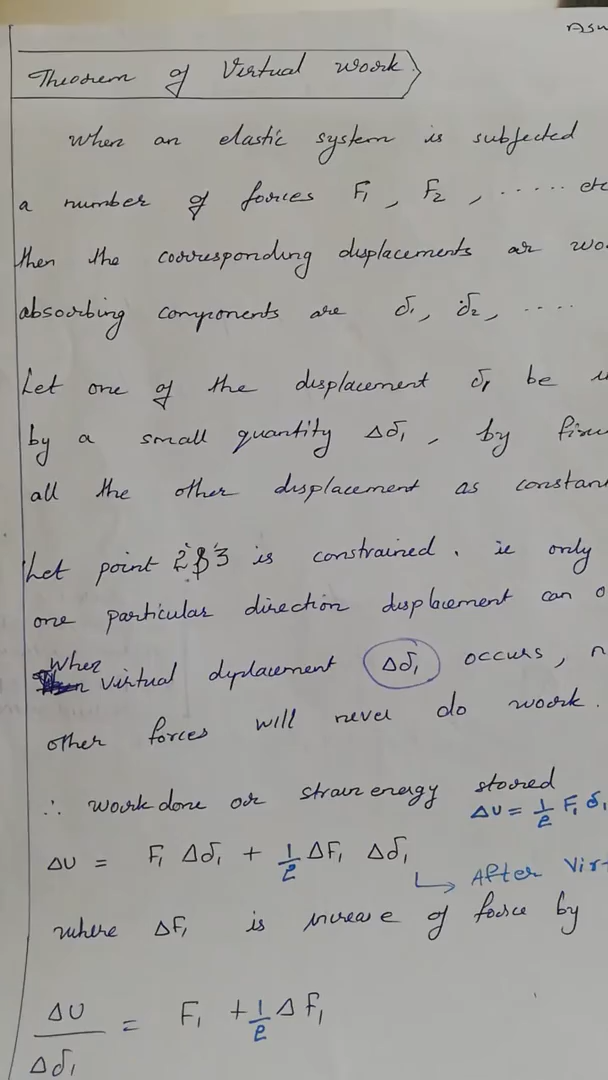 Asw
Theorem of Virtual work.
When an elastic system is subjected
a number of forces F₁, F₂, ..... etc
then the corresponding displacements ar wo
absorbing components are δ₁, δ₂, ....
Let one of the displacement δ₁ be
by a small quantity Δδ₁, by
all the other displacement as constan
Let point 2 & 3 is constrained. ie only
one particular direction displacement can o
When virtual dyplacement Δδ₁ occurs, n
other forces will never do work.
∴ work done or strain energy stored
ΔU = 1/2 F₁ δ₁
ΔU = F₁ Δδ₁ + 1/2 ΔF₁ Δδ₁
↳ After Virt
where ΔF₁ is increase of force by
ΔU/Δδ₁ = F₁ + 1/2 ΔF₁